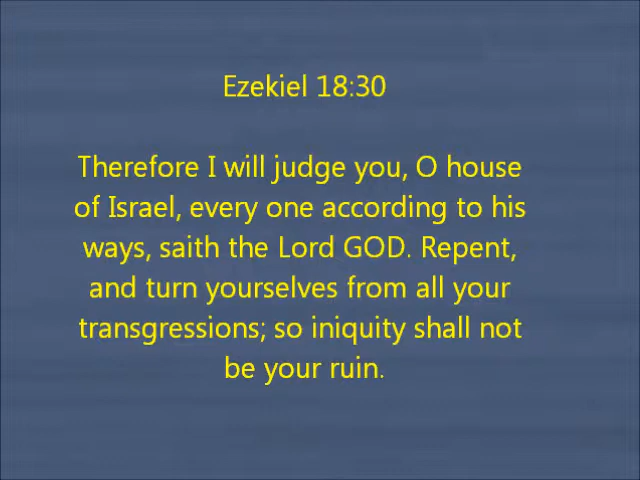 Ezekiel 18:30
Therefore I will judge you, O house
of Israel, every one according to his
ways, saith the Lord GOD. Repent,
and turn yourselves from all your
transgressions; so iniquity shall not
be your ruin.